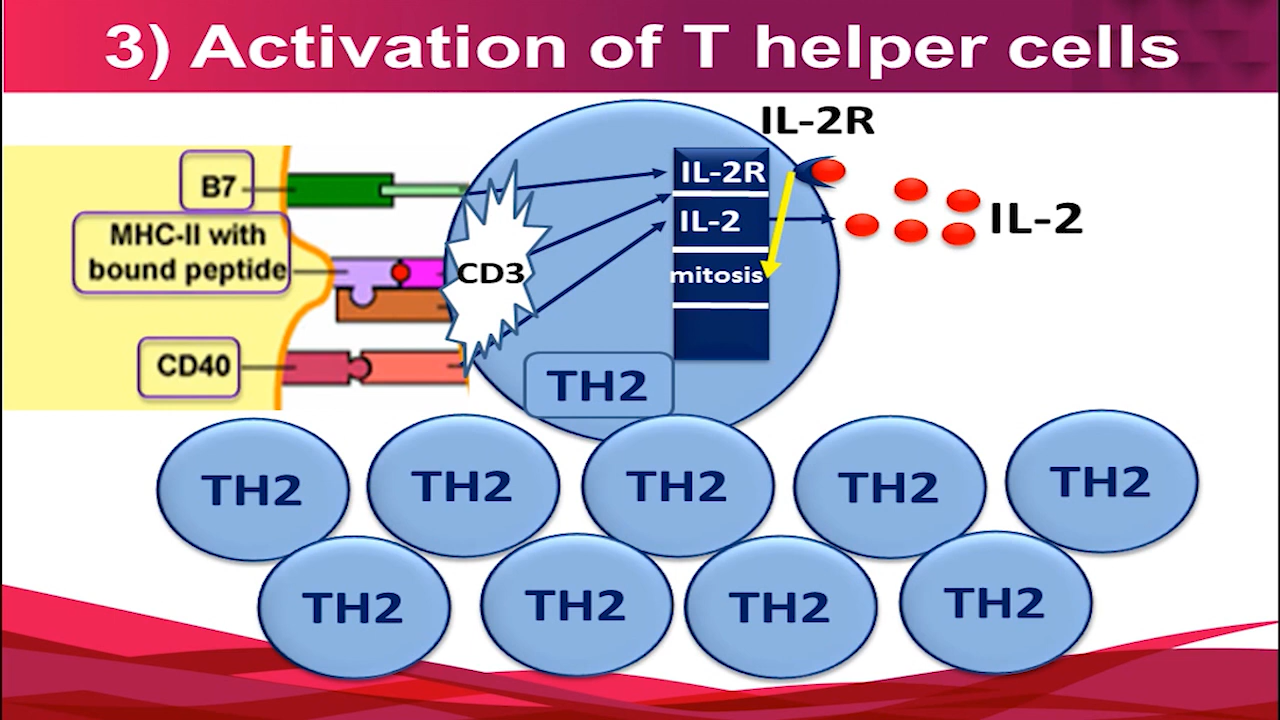 3) Activation of T helper cells
IL-2R
B7
IL-2R
MHC-II with
bound peptide
IL-2
IL-2
CD3
mitosis
CD40
TH2
TH2
TH2
TH2
TH2
TH2
TH2
TH2
TH2
TH2